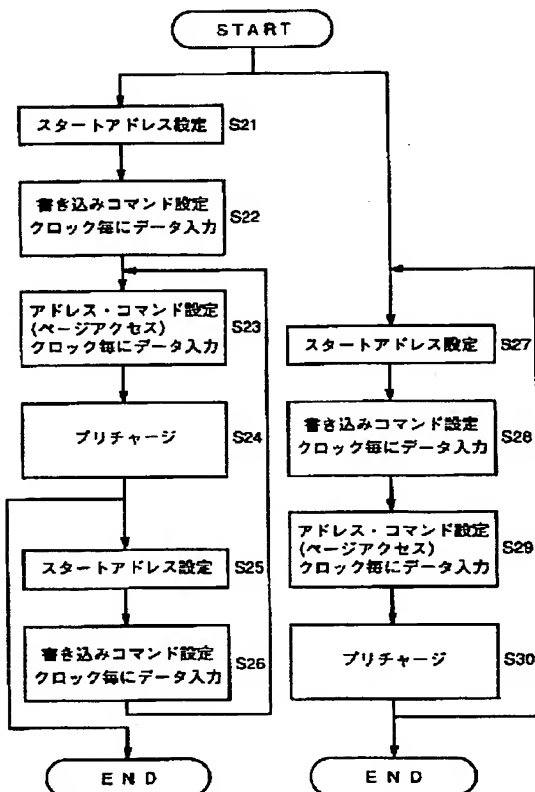 START
スタートアドレス設定
S21
書き込みコマンド設定
クロック毎にデータ入力
S22
アドレス・コマンド設定
(ページアクセス)
クロック毎にデータ入力
S23
プリチャージ
S24
スタートアドレス設定
S25
書き込みコマンド設定
クロック毎にデータ入力
S26
END
スタートアドレス設定
S27
書き込みコマンド設定
クロック毎にデータ入力
S28
アドレス・コマンド設定
(ページアクセス)
クロック毎にデータ入力
S29
プリチャージ
S30
END